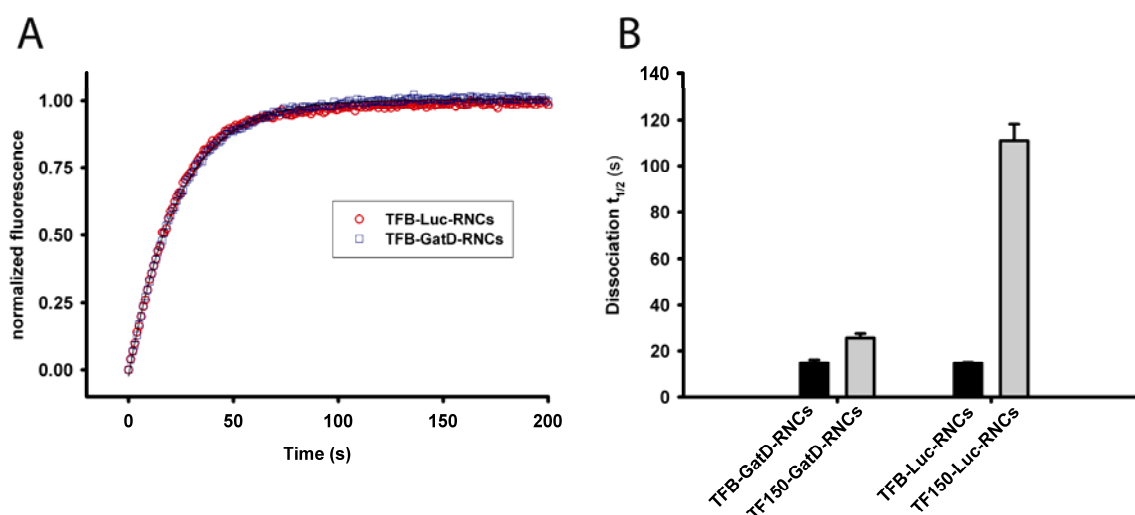 A
normalized fluorescence
1.00
0.75
0.50
0.25
0.00
TFB-Luc-RNCs
TFB-GatD-RNCs
0 50 100 150 200
Time (s)
B
Dissociation t1/2 (s)
140
120
100
80
60
40
20
0
TFB-GatD-RNCs
TF150-GatD-RNCs
TFB-Luc-RNCs
TF150-Luc-RNCs